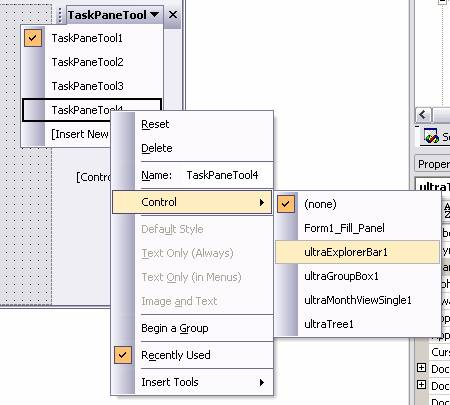 TaskPaneTool
TaskPaneTool1
TaskPaneTool2
TaskPaneTool3
TaskPaneTool4
[Insert New
[Contro
Reset
Delete
Name: TaskPaneTool4
Control
Default Style
Text Only (Always)
Text Only (in Menus)
Image and Text
Begin a Group
Recently Used
Insert Tools
(none)
Form1_Fill_Panel
ultraExplorerBar1
ultraGroupBox1
ultraMonthViewSingle1
ultraTree1
Proper
ultraT
App
Curs
Doc
Doc
Doc